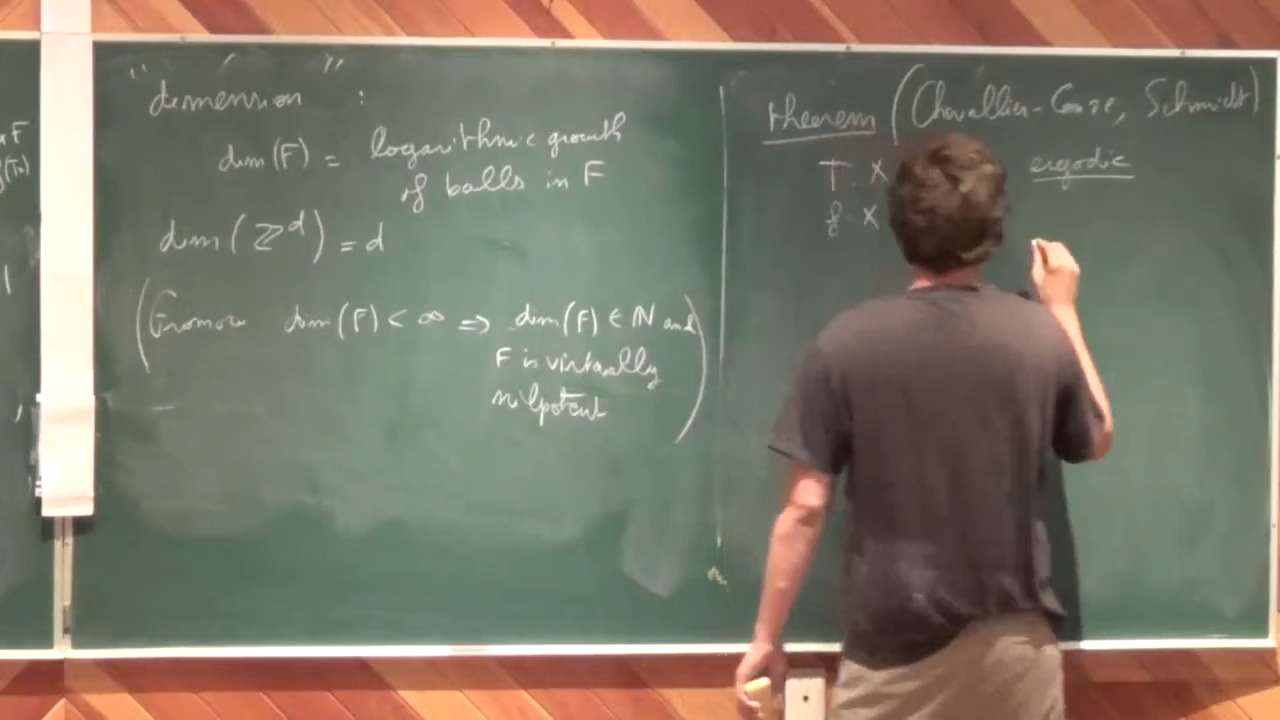 "dimension" :
dim(F) = logarithmic growth
of balls in F
dim(ℤ^d) = d
(Gromov dim(F) < ∞ ⇒ dim(F) ∈ ℕ and
F is virtually
nilpotent)
theorem (Chevallier-Conze, Schmidt)
T: X ergodic
f: X